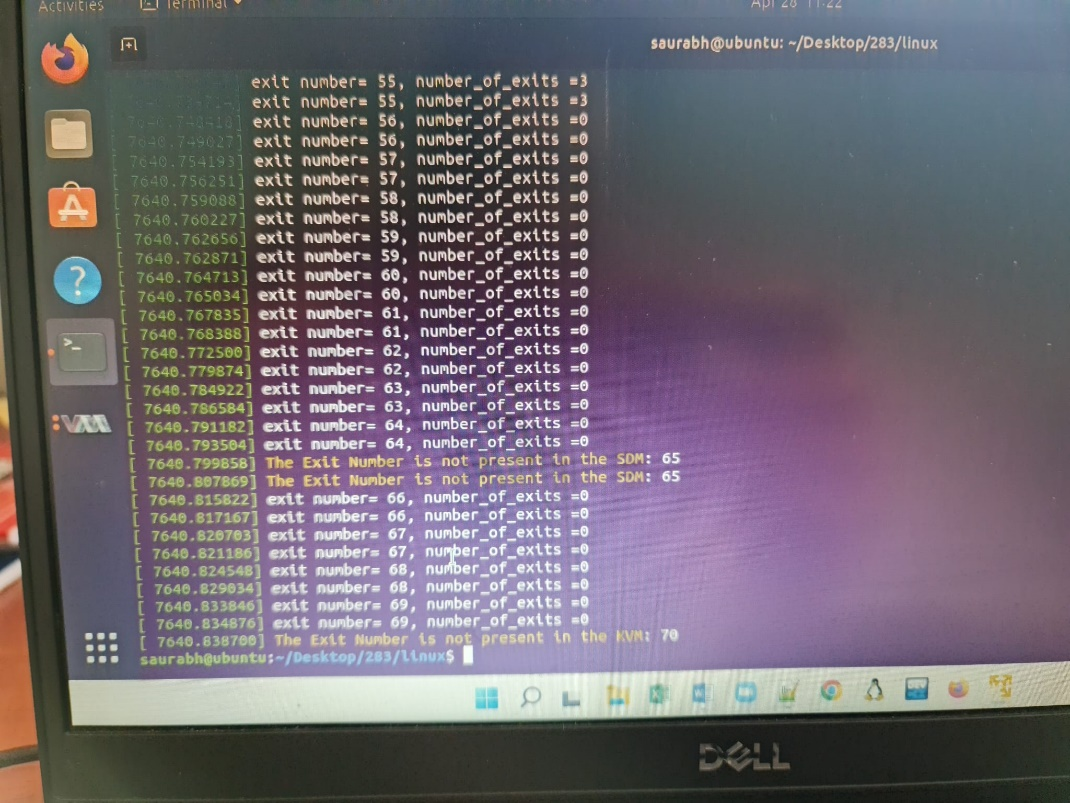 Activities Terminal Apr 28 11:22
saurabh@ubuntu: ~/Desktop/283/linux
exit number= 55, number_of_exits =3
exit number= 55, number_of_exits =3
7640.748410] exit number= 56, number_of_exits =0
7640.749027] exit number= 56, number_of_exits =0
7640.754193] exit number= 57, number_of_exits =0
[ 7640.756251] exit number= 57, number_of_exits =0
[ 7640.759088] exit number= 58, number_of_exits =0
[ 7640.760227] exit number= 58, number_of_exits =0
[ 7640.762656] exit number= 59, number_of_exits =0
[ 7640.762871] exit number= 59, number_of_exits =0
[ 7640.764713] exit number= 60, number_of_exits =0
[ 7640.765034] exit number= 60, number_of_exits =0
[ 7640.767835] exit number= 61, number_of_exits =0
[ 7640.768388] exit number= 61, number_of_exits =0
[ 7640.772500] exit number= 62, number_of_exits =0
[ 7640.779874] exit number= 62, number_of_exits =0
[ 7640.784922] exit number= 63, number_of_exits =0
[ 7640.786584] exit number= 63, number_of_exits =0
[ 7640.791182] exit number= 64, number_of_exits =0
[ 7640.793504] exit number= 64, number_of_exits =0
[ 7640.799858] The Exit Number is not present in the SDM: 65
[ 7640.807869] The Exit Number is not present in the SDM: 65
[ 7640.815822] exit number= 66, number_of_exits =0
[ 7640.817167] exit number= 66, number_of_exits =0
[ 7640.820703] exit number= 67, number_of_exits =0
[ 7640.821186] exit number= 67, number_of_exits =0
[ 7640.824548] exit number= 68, number_of_exits =0
[ 7640.829034] exit number= 68, number_of_exits =0
[ 7640.833846] exit number= 69, number_of_exits =0
[ 7640.834876] exit number= 69, number_of_exits =0
[ 7640.838700] The Exit Number is not present in the KVM: 70
saurabh@ubuntu:~/Desktop/283/linux$
DELL